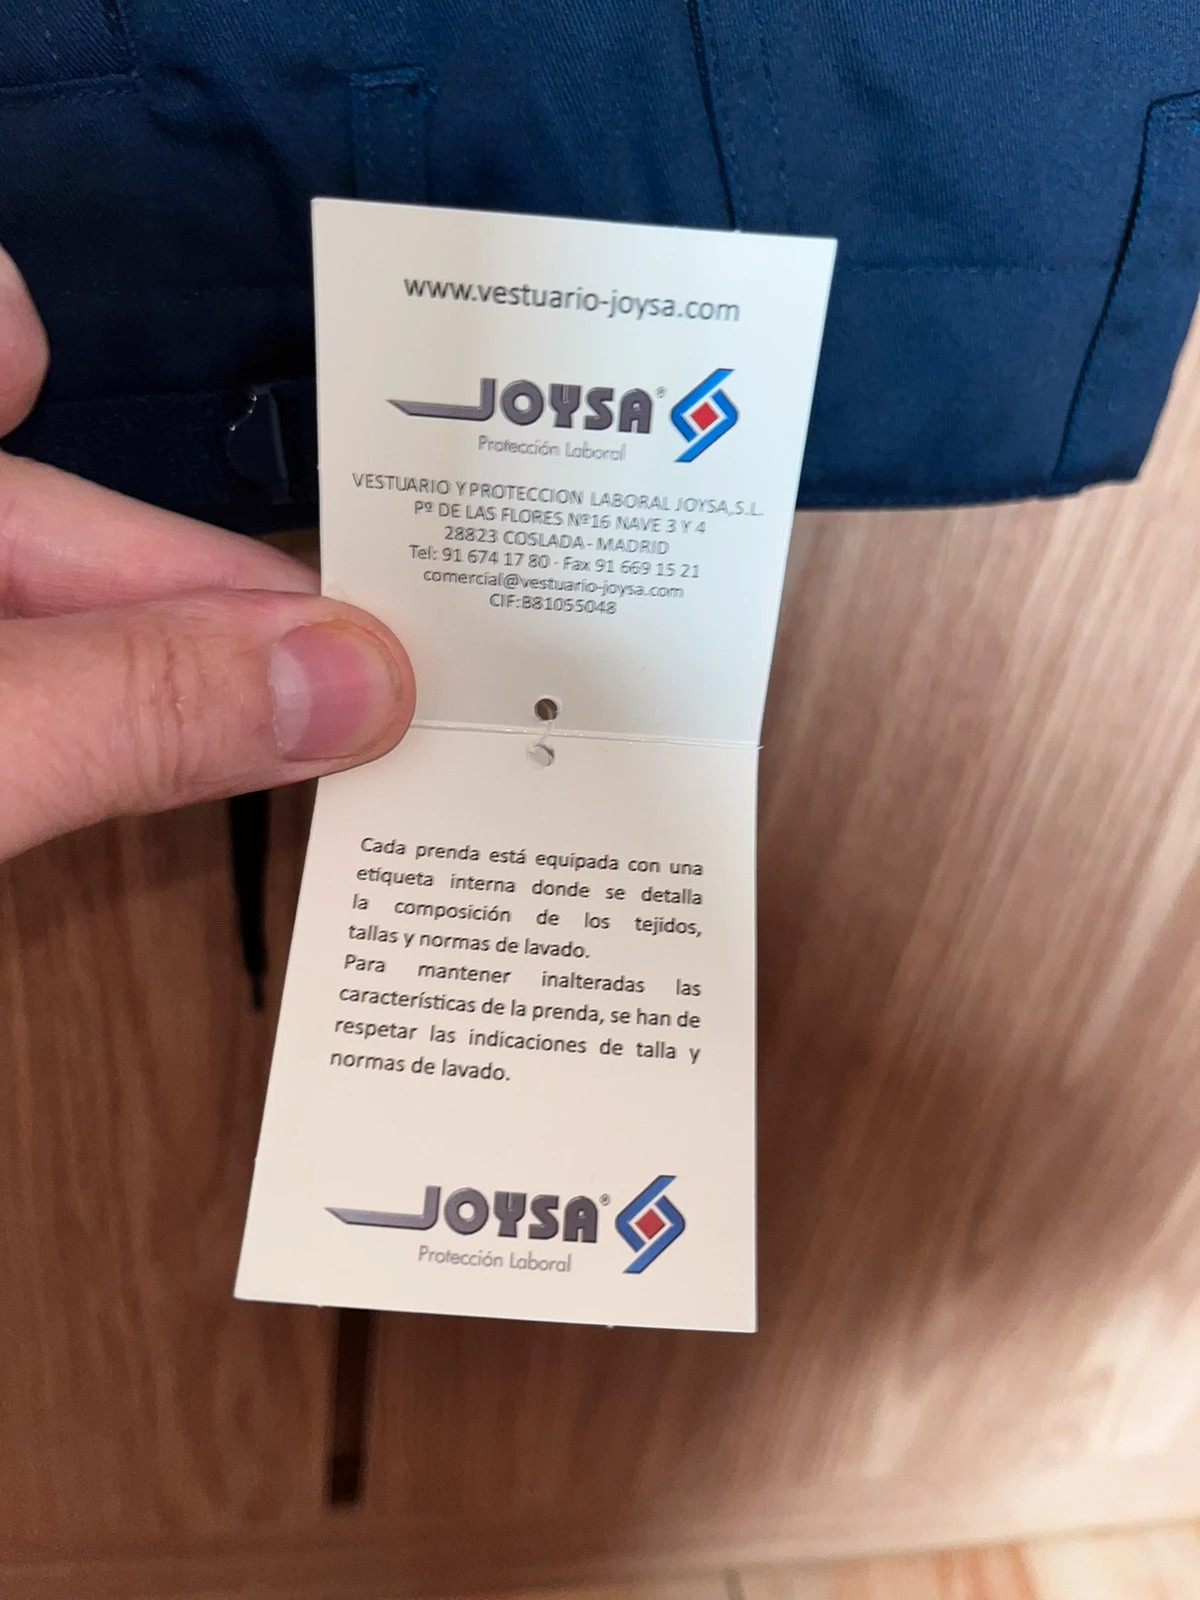 www.vestuario-joysa.com
JOYSA®
Protección Laboral
VESTUARIO Y PROTECCION LABORAL JOYSA,S.L.
Pº DE LAS FLORES Nº16 NAVE 3 Y 4
28823 COSLADA - MADRID
Tel: 91 674 17 80 - Fax 91 669 15 21
comercial@vestuario-joysa.com
CIF:B81055048
Cada prenda está equipada con una
etiqueta interna donde se detalla
la composición de los tejidos,
tallas y normas de lavado.
Para mantener inalteradas las
características de la prenda, se han de
respetar las indicaciones de talla y
normas de lavado.
JOYSA®
Protección Laboral